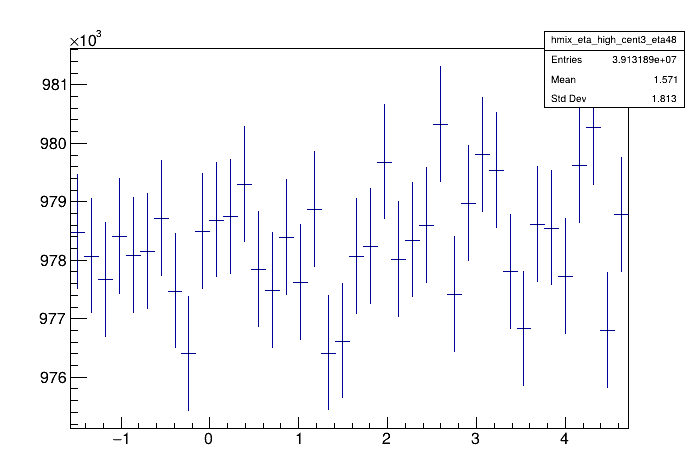 ×10³
hmix_eta_high_cent3_eta48
Entries 3.913189e+07
Mean 1.571
Std Dev 1.813
981
980
979
978
977
976
−1 0 1 2 3 4